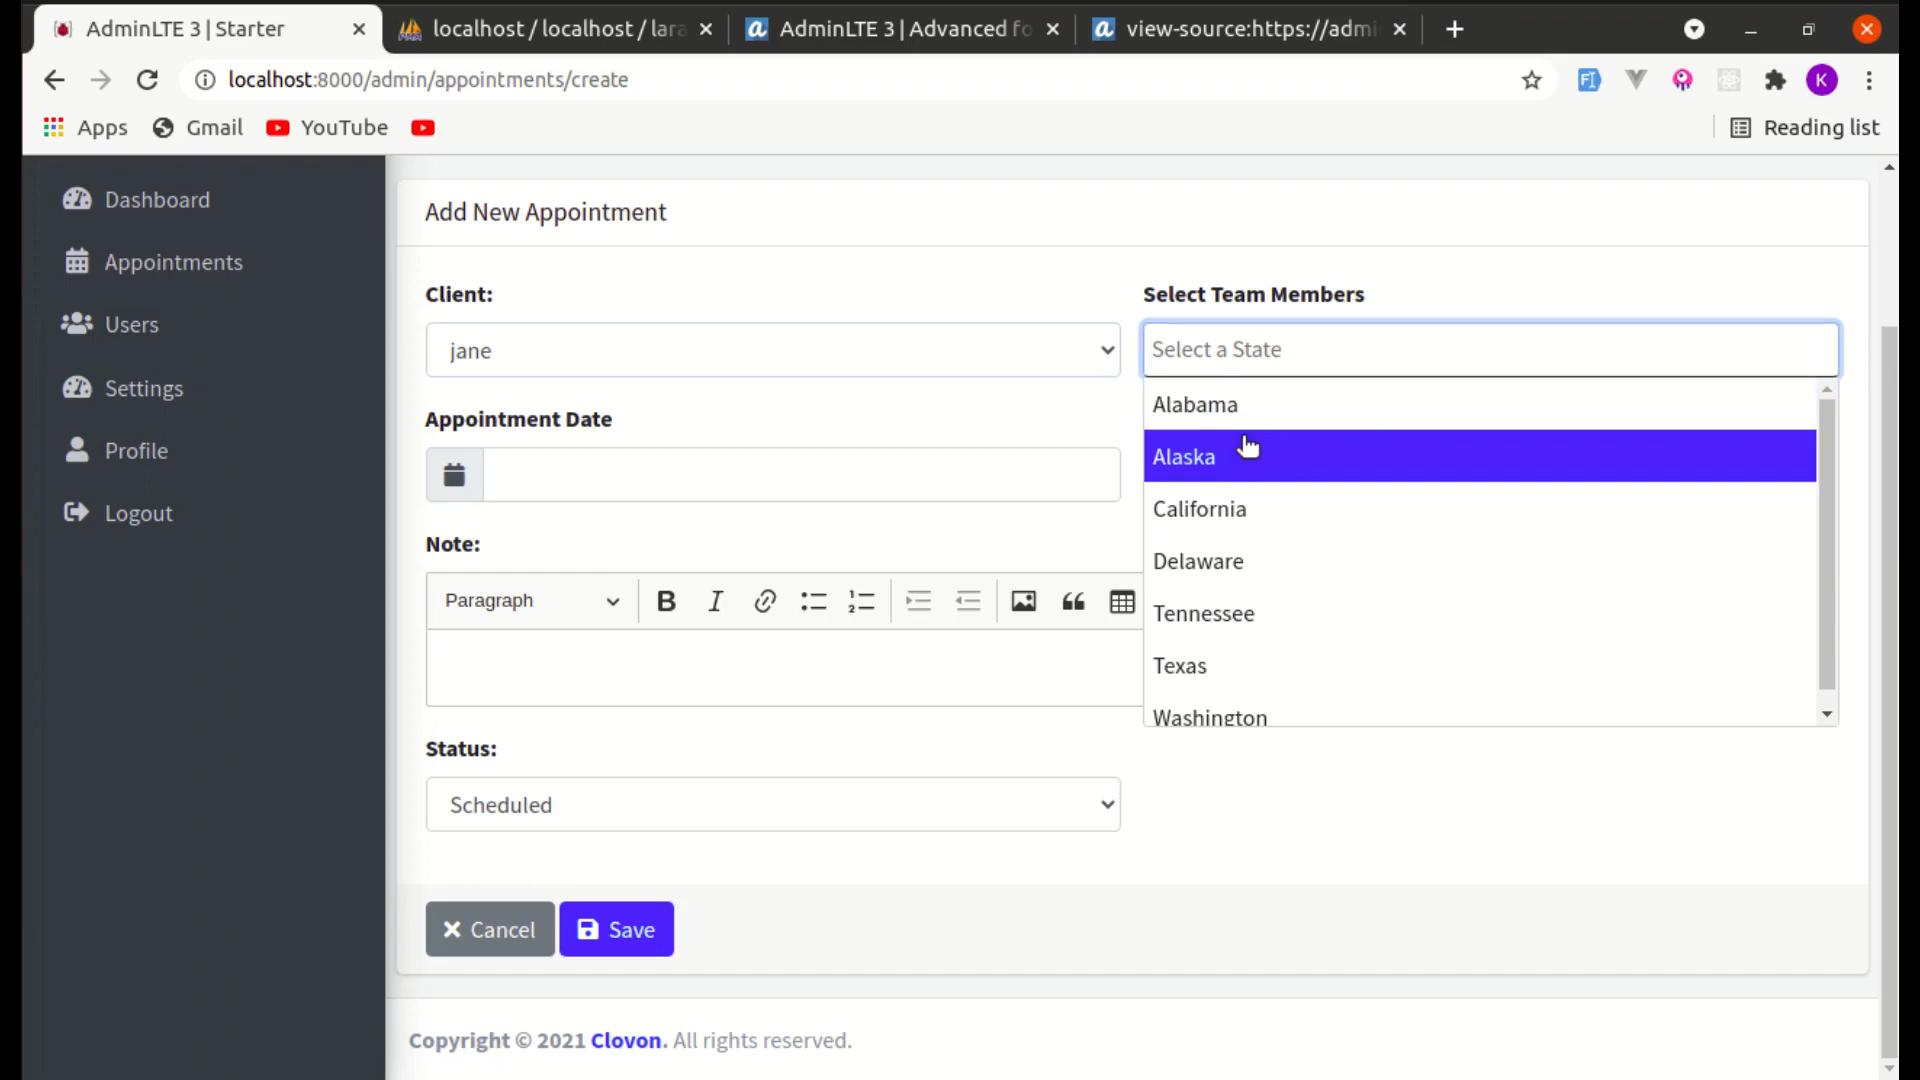 AdminLTE 3 | Starter
localhost / localhost / lara
AdminLTE 3 | Advanced fo
view-source:https://admi
localhost:8000/admin/appointments/create
K
Apps
Gmail
YouTube
Reading list
Dashboard
Appointments
Users
Settings
Profile
Logout
Add New Appointment
Client:
jane
Select Team Members
Select a State
Alabama
Alaska
California
Delaware
Tennessee
Texas
Washington
Appointment Date
Note:
Paragraph
Status:
Scheduled
Cancel
Save
Copyright © 2021 Clovon. All rights reserved.